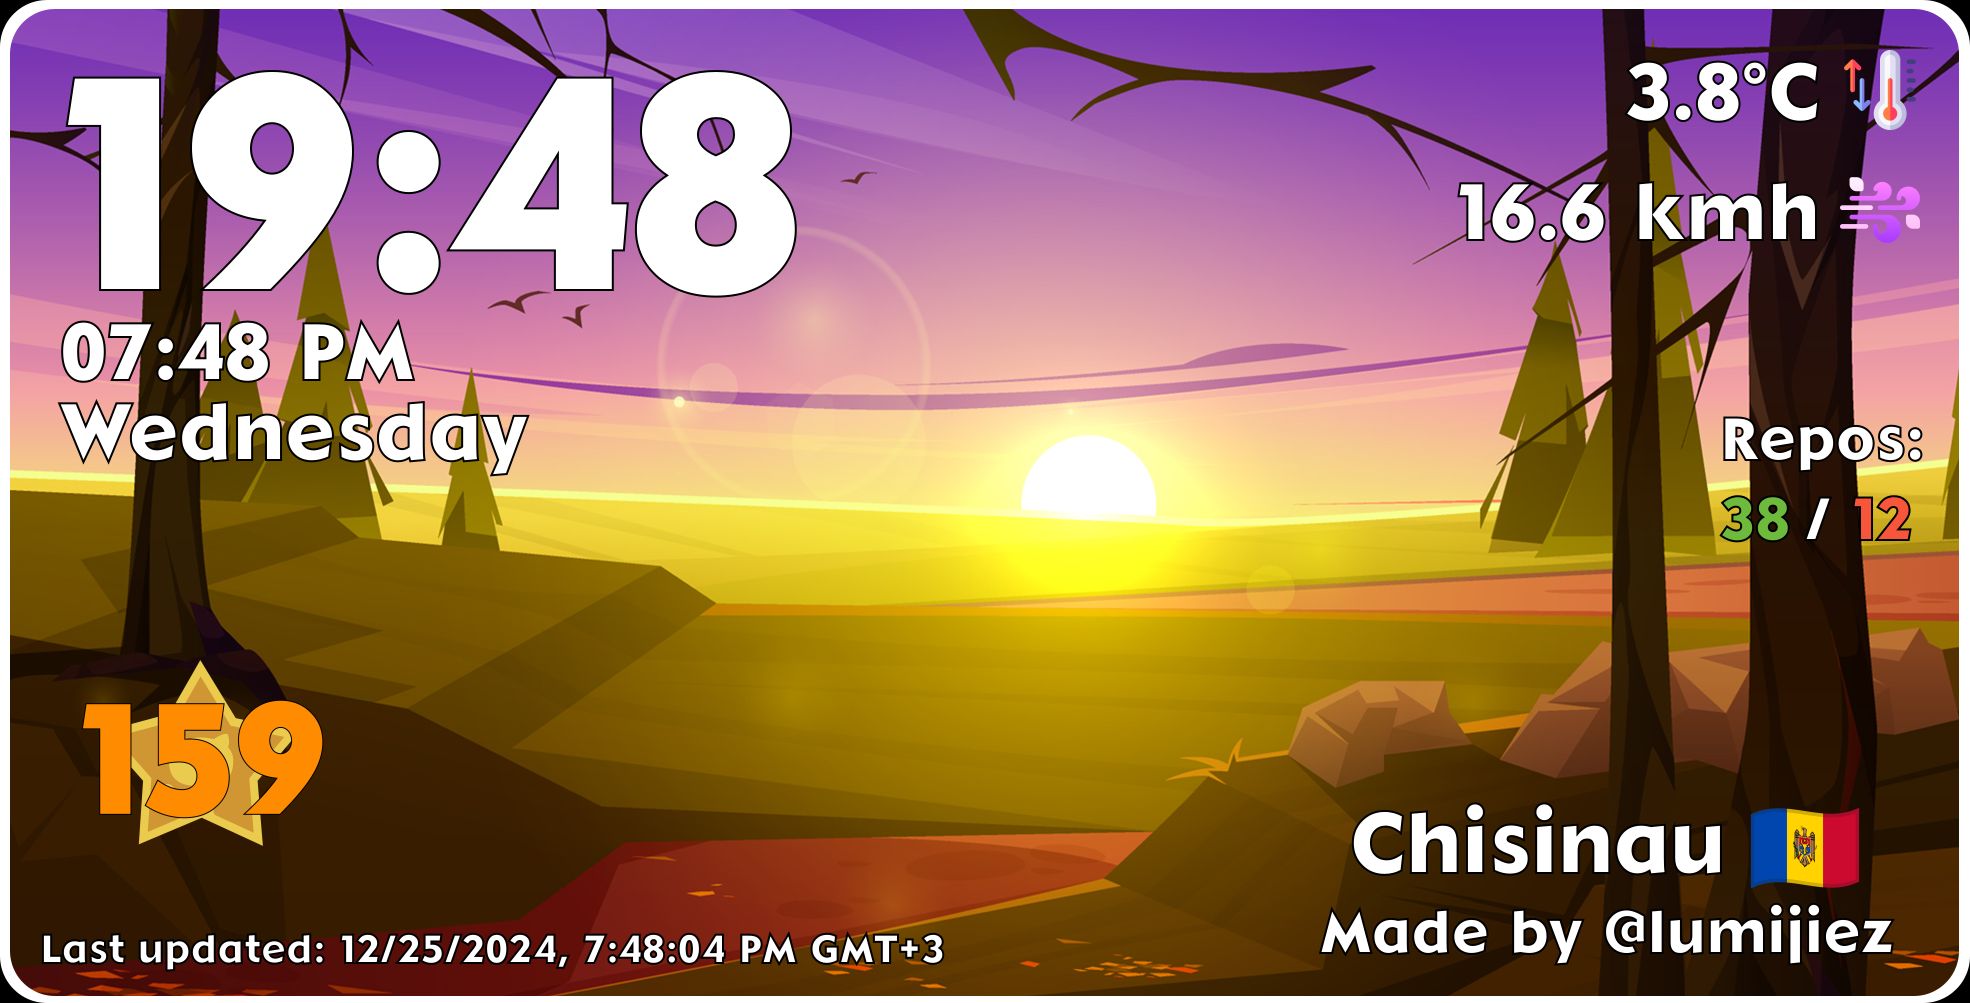 19:48
07:48 PM
Wednesday
3.8°C
16.6 kmh
Repos:
38 / 12
159
Chisinau
Made by @lumijiez
Last updated: 12/25/2024, 7:48:04 PM GMT+3